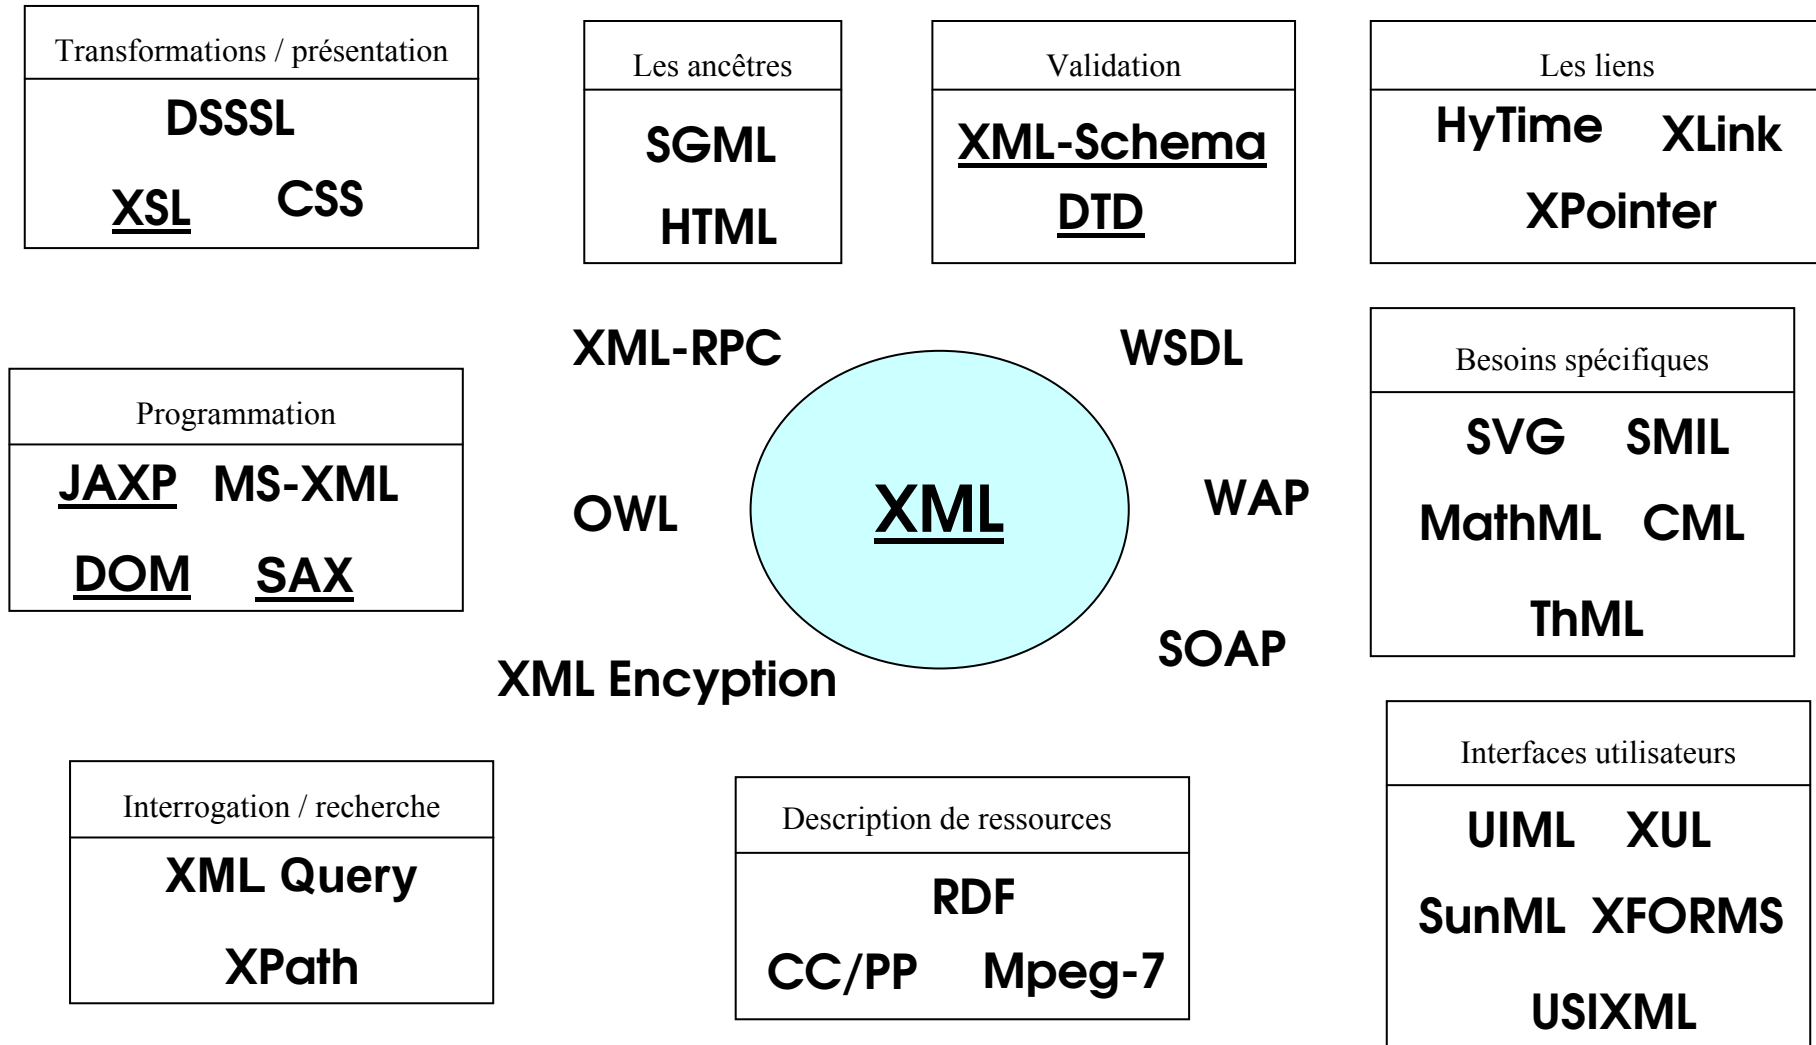 Transformations / présentation
DSSSL
XSL CSS
Les ancêtres
SGML
HTML
Validation
XML-Schema
DTD
Les liens
HyTime XLink
XPointer
XML-RPC
WSDL
Programmation
JAXP MS-XML
DOM SAX
OWL
XML
WAP
XML Encyption
SOAP
Besoins spécifiques
SVG SMIL
MathML CML
ThML
Interrogation / recherche
XML Query
XPath
Description de ressources
RDF
CC/PP Mpeg-7
Interfaces utilisateurs
UIML XUL
SunML XFORMS
USIXML